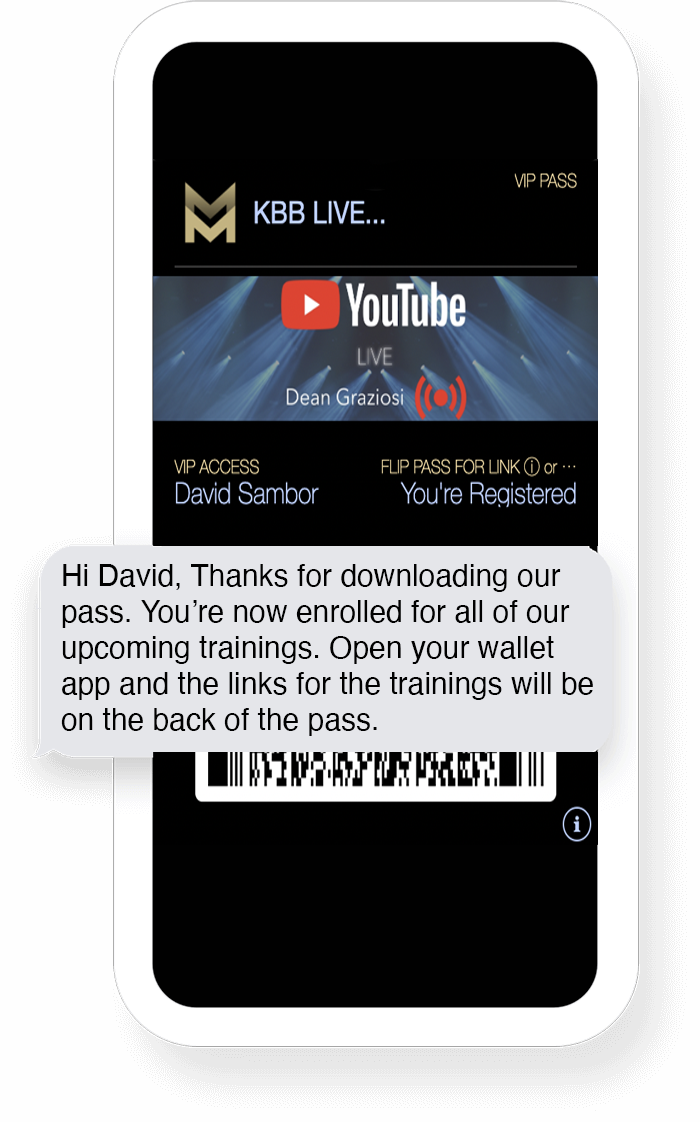 VIP PASS
KBB LIVE...
YouTube
LIVE
Dean Graziosi
VIP ACCESS
FLIP PASS FOR LINK ⓘ or ···
David Sambor
You're Registered
Hi David, Thanks for downloading our
pass. You’re now enrolled for all of our
upcoming trainings. Open your wallet
app and the links for the trainings will be
on the back of the pass.